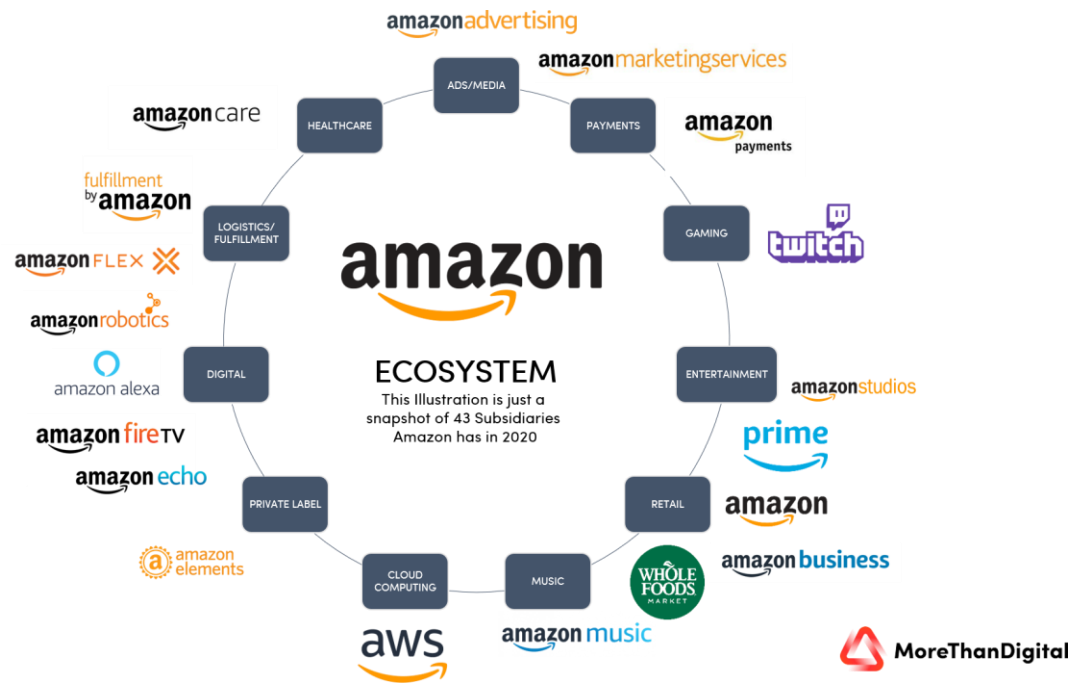 amazonadvertising
amazonmarketingservices
ADS/MEDIA
amazoncare
HEALTHCARE
PAYMENTS
amazon
payments
fulfillment
by amazon
LOGISTICS/
FULFILLMENT
GAMING
twitch
amazon
amazon FLEX
amazonrobotics
amazon alexa
DIGITAL
ECOSYSTEM
This Illustration is just a
snapshot of 43 Subsidiaries
Amazon has in 2020
ENTERTAINMENT
amazonstudios
amazon fireTV
prime
amazon echo
PRIVATE LABEL
RETAIL
amazon
a
amazon
elements
CLOUD
COMPUTING
MUSIC
WHOLE
FOODS
MARKET
amazon business
aws
amazon music
MoreThanDigital